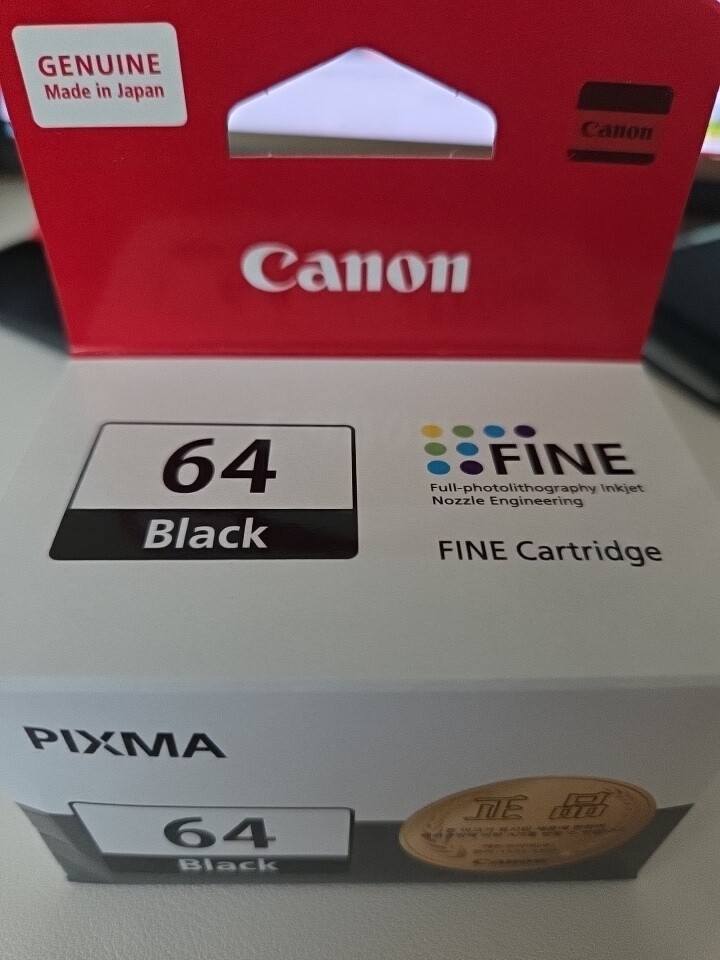 GENUINE
Made in Japan
Canon
Canon
64
Black
FINE
Full-photolithography Inkjet
Nozzle Engineering
FINE Cartridge
PIXMA
64
Black
正品
Canon